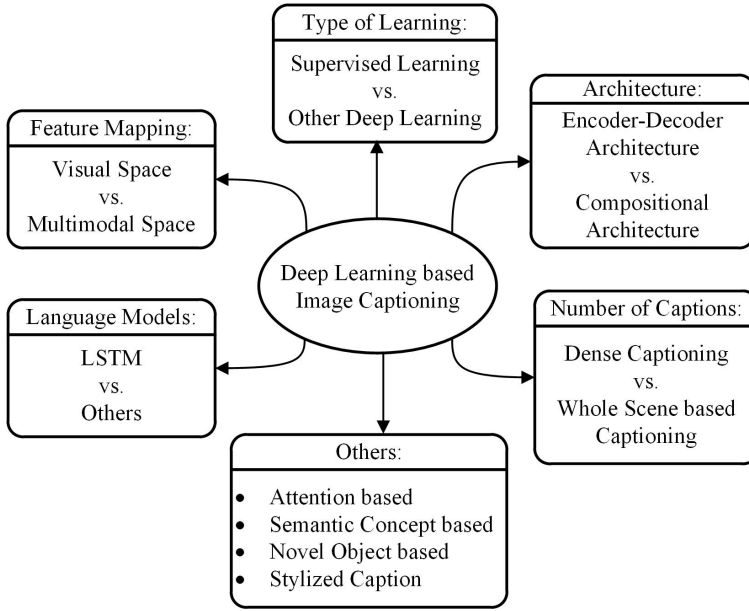 Type of Learning:
Supervised Learning
vs.
Other Deep Learning
Feature Mapping:
Visual Space
vs.
Multimodal Space
Architecture:
Encoder-Decoder
Architecture
vs.
Compositional
Architecture
Deep Learning based
Image Captioning
Language Models:
LSTM
vs.
Others
Number of Captions:
Dense Captioning
vs.
Whole Scene based
Captioning
Others:
• Attention based
• Semantic Concept based
• Novel Object based
• Stylized Caption